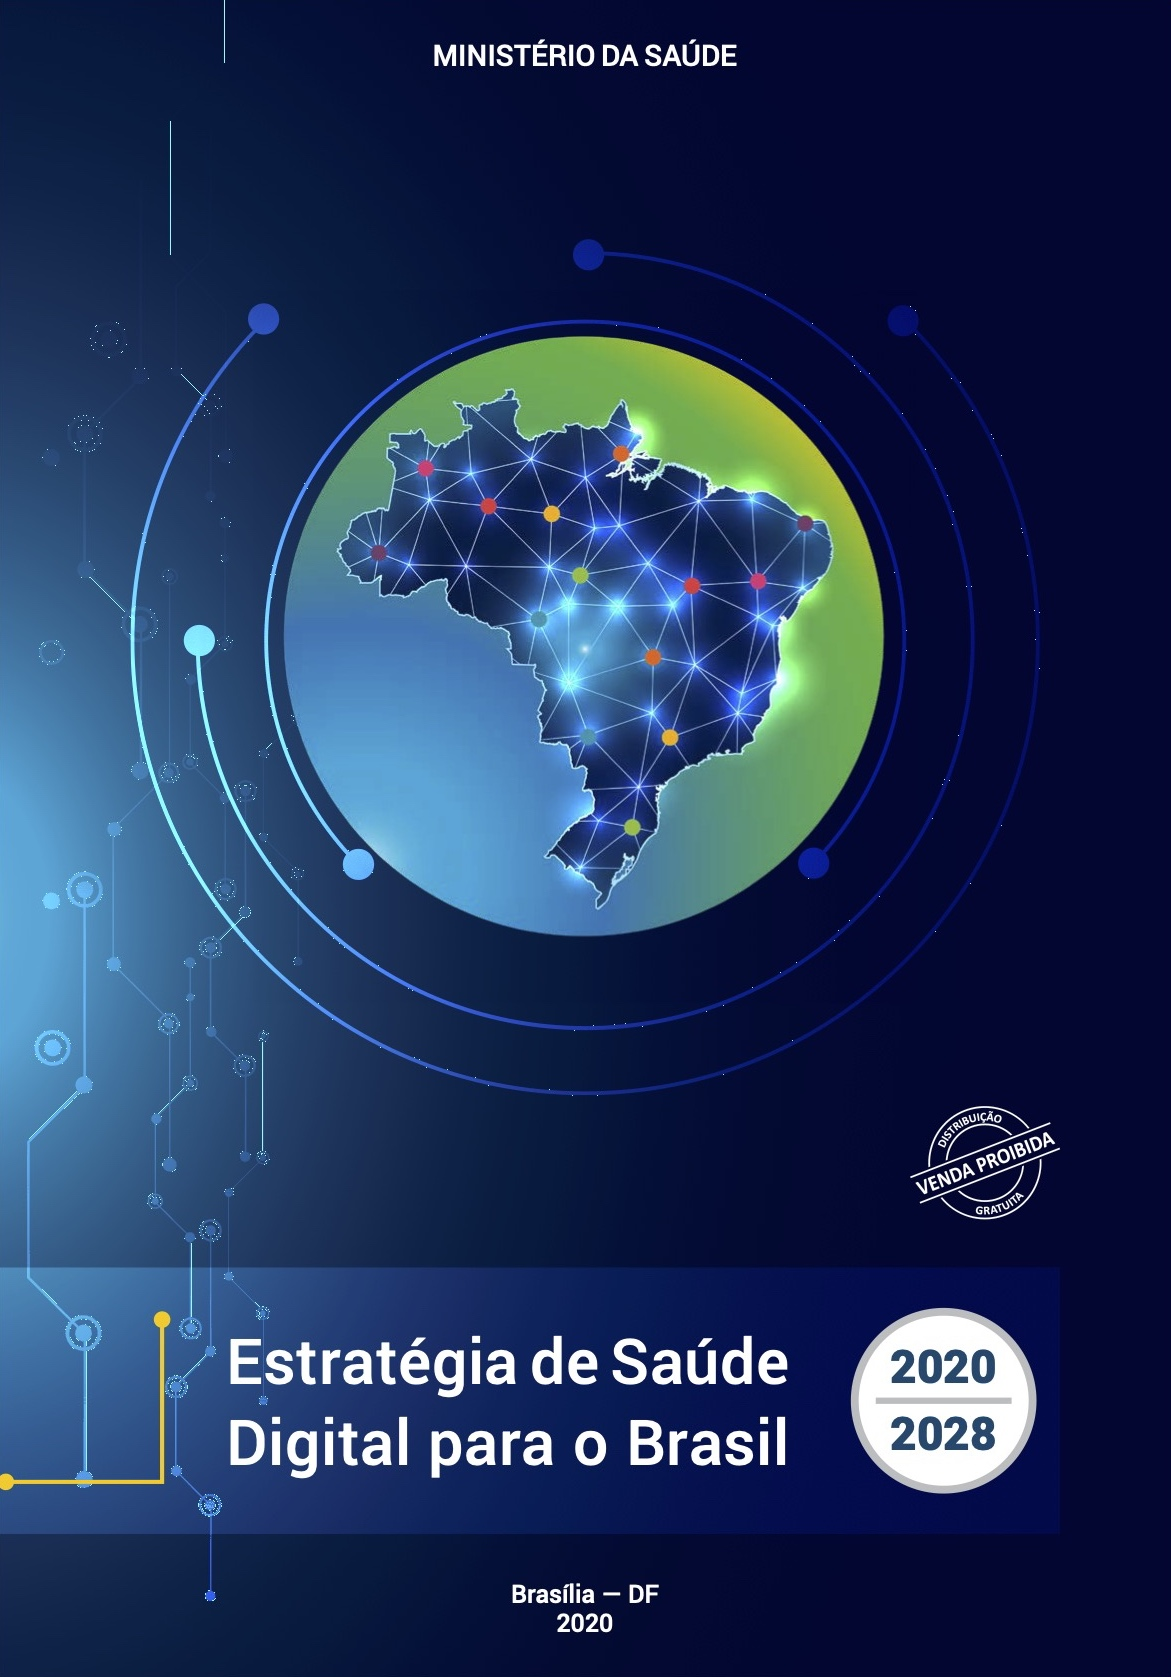 MINISTÉRIO DA SAÚDE
DISTRIBUIÇÃO
VENDA PROIBIDA
GRATUITA
Estratégia de Saúde
Digital para o Brasil
2020
2028
Brasília — DF
2020